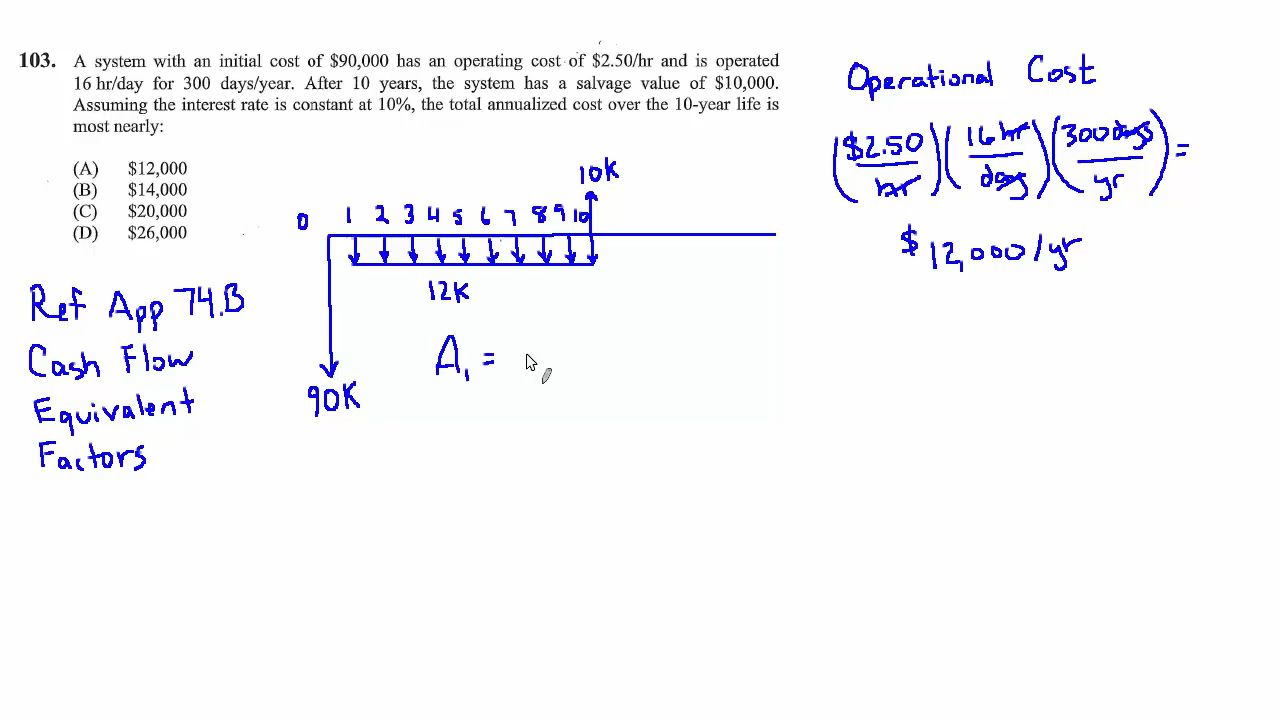 103. A system with an initial cost of $90,000 has an operating cost of $2.50/hr and is operated
16 hr/day for 300 days/year. After 10 years, the system has a salvage value of $10,000.
Assuming the interest rate is constant at 10%, the total annualized cost over the 10-year life is
most nearly:
(A) $12,000
(B) $14,000
(C) $20,000
(D) $26,000
Ref App 74.B
Cash Flow
Equivalent
Factors
10K
0 1 2 3 4 5 6 7 8 9 10
12K
90K
A1 =
Operational Cost
($2.50/hr)(16 hr/day)(300 days/yr) =
$12,000/yr